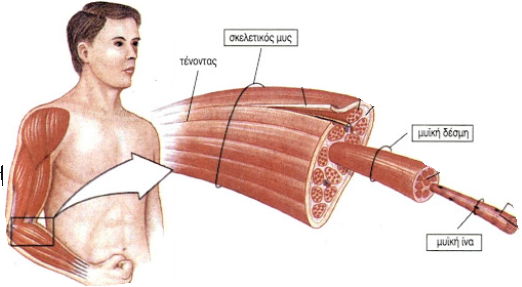 σκελετικός μυς
τένοντας
μυϊκή δέσμη
μυϊκή ίνα